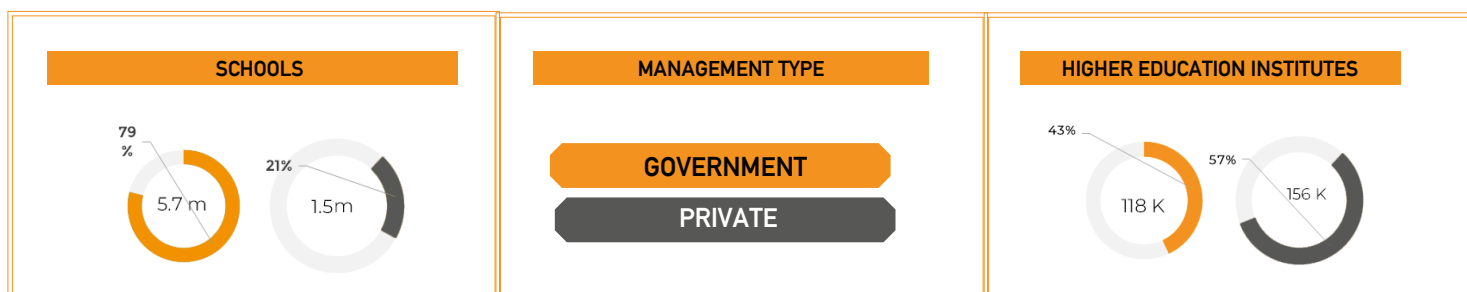 SCHOOLS
79
%
5.7 m
21%
1.5m
MANAGEMENT TYPE
GOVERNMENT
PRIVATE
HIGHER EDUCATION INSTITUTES
43%
118 K
57%
156 K